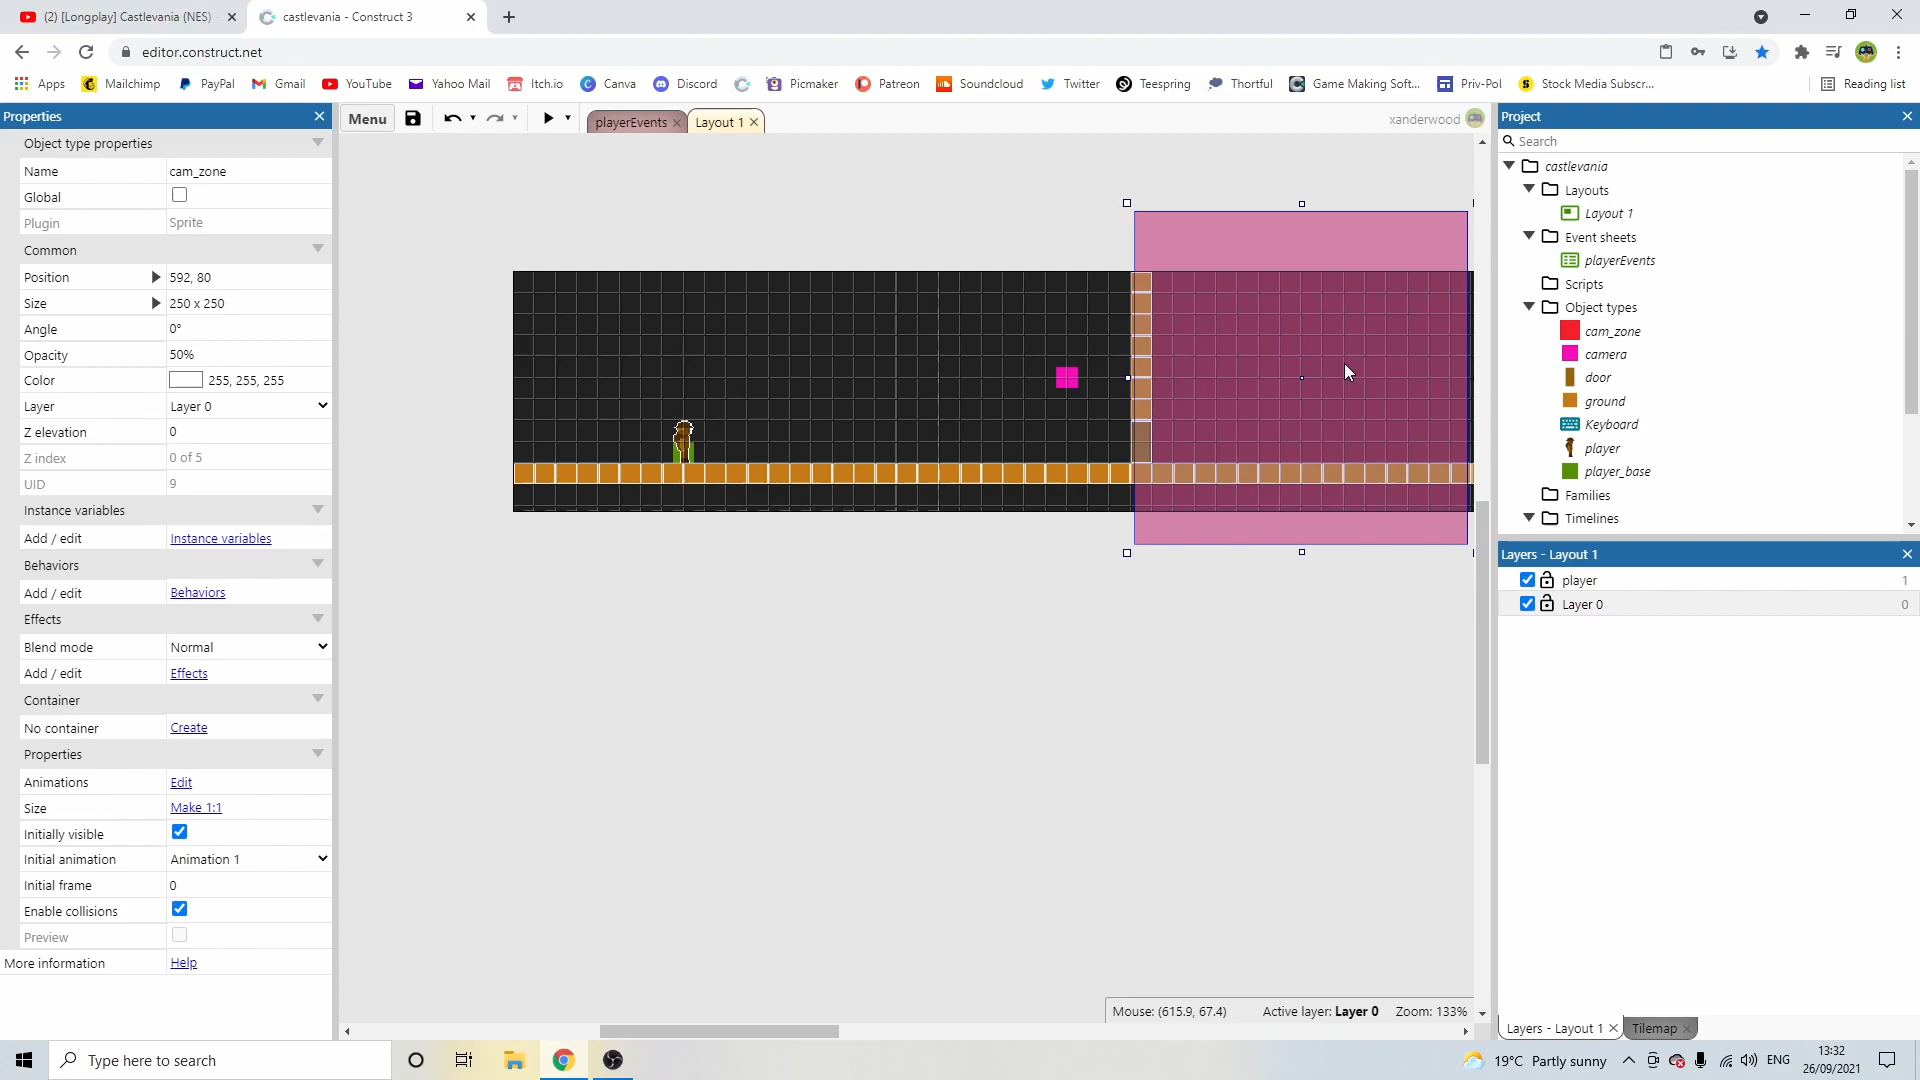 (2) [Longplay] Castlevania (NES)
castlevania - Construct 3
editor.construct.net
Apps
Mailchimp
PayPal
Gmail
YouTube
Yahoo Mail
Itch.io
Canva
Discord
Picmaker
Patreon
Soundcloud
Twitter
Teespring
Thortful
Game Making Soft...
Priv-Pol
Stock Media Subscr...
Reading list
Properties
Menu
playerEvents
Layout 1
xanderwood
Project
Object type properties
Name cam_zone
Global
Plugin Sprite
Common
Position 592, 80
Size 250 x 250
Angle 0°
Opacity 50%
Color 255, 255, 255
Layer Layer 0
Z elevation 0
Z index 0 of 5
UID 9
Instance variables
Add / edit Instance variables
Behaviors
Add / edit Behaviors
Effects
Blend mode Normal
Add / edit Effects
Container
No container Create
Properties
Animations Edit
Size Make 1:1
Initially visible
Initial animation Animation 1
Initial frame 0
Enable collisions
Preview
More information Help
Search
castlevania
Layouts
Layout 1
Event sheets
playerEvents
Scripts
Object types
cam_zone
camera
door
ground
Keyboard
player
player_base
Families
Timelines
Layers - Layout 1
player 1
Layer 0 0
Mouse: (615.9, 67.4) Active layer: Layer 0 Zoom: 133%
Layers - Layout 1
Tilemap
Type here to search
19°C Partly sunny
ENG
13:32
26/09/2021